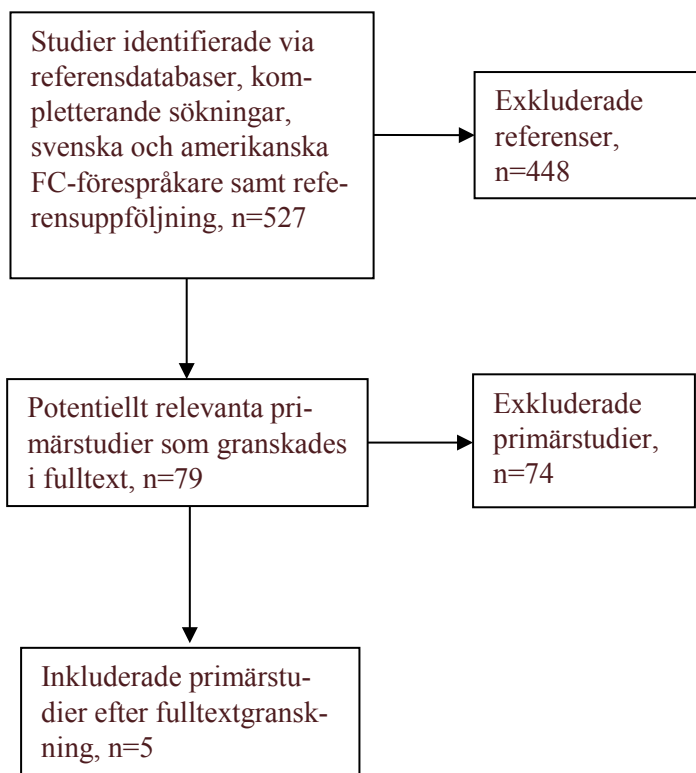 Studier identifierade via
referensdatabaser, kom-
pletterande sökningar,
svenska och amerikanska
FC-förespråkare samt refe-
rensuppföljning, n=527
Exkluderade
referenser,
n=448
Potentiellt relevanta pri-
märstudier som granskades
i fulltext, n=79
Exkluderade
primärstudier,
n=74
Inkluderade primärstu-
dier efter fulltextgransk-
ning, n=5